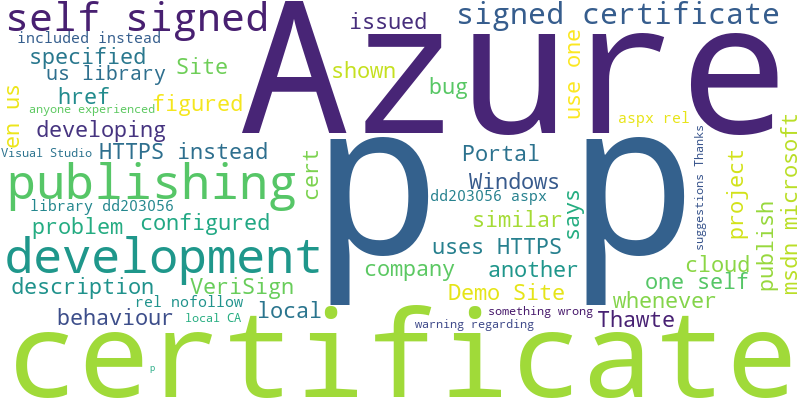 self signed
issued
signed certificate
included instead
specified
us library
Site
shown
bug
Azure
use one
href
figured
anyone experienced
en us
developing
aspx rel
Visual Studio
HTTPS instead
cert
Portal
suggestions Thanks
project
msdn microsoft
publishing
p p
Windows
says
dd203056 aspx
library dd203056
problem
configured
similar
publish
development
uses HTTPS
company
another
cloud
description
VeriSign
one self
Demo Site
rel nofollow
local
whenever
behaviour
local CA
something wrong
warning regarding
Thawte
certificate
p